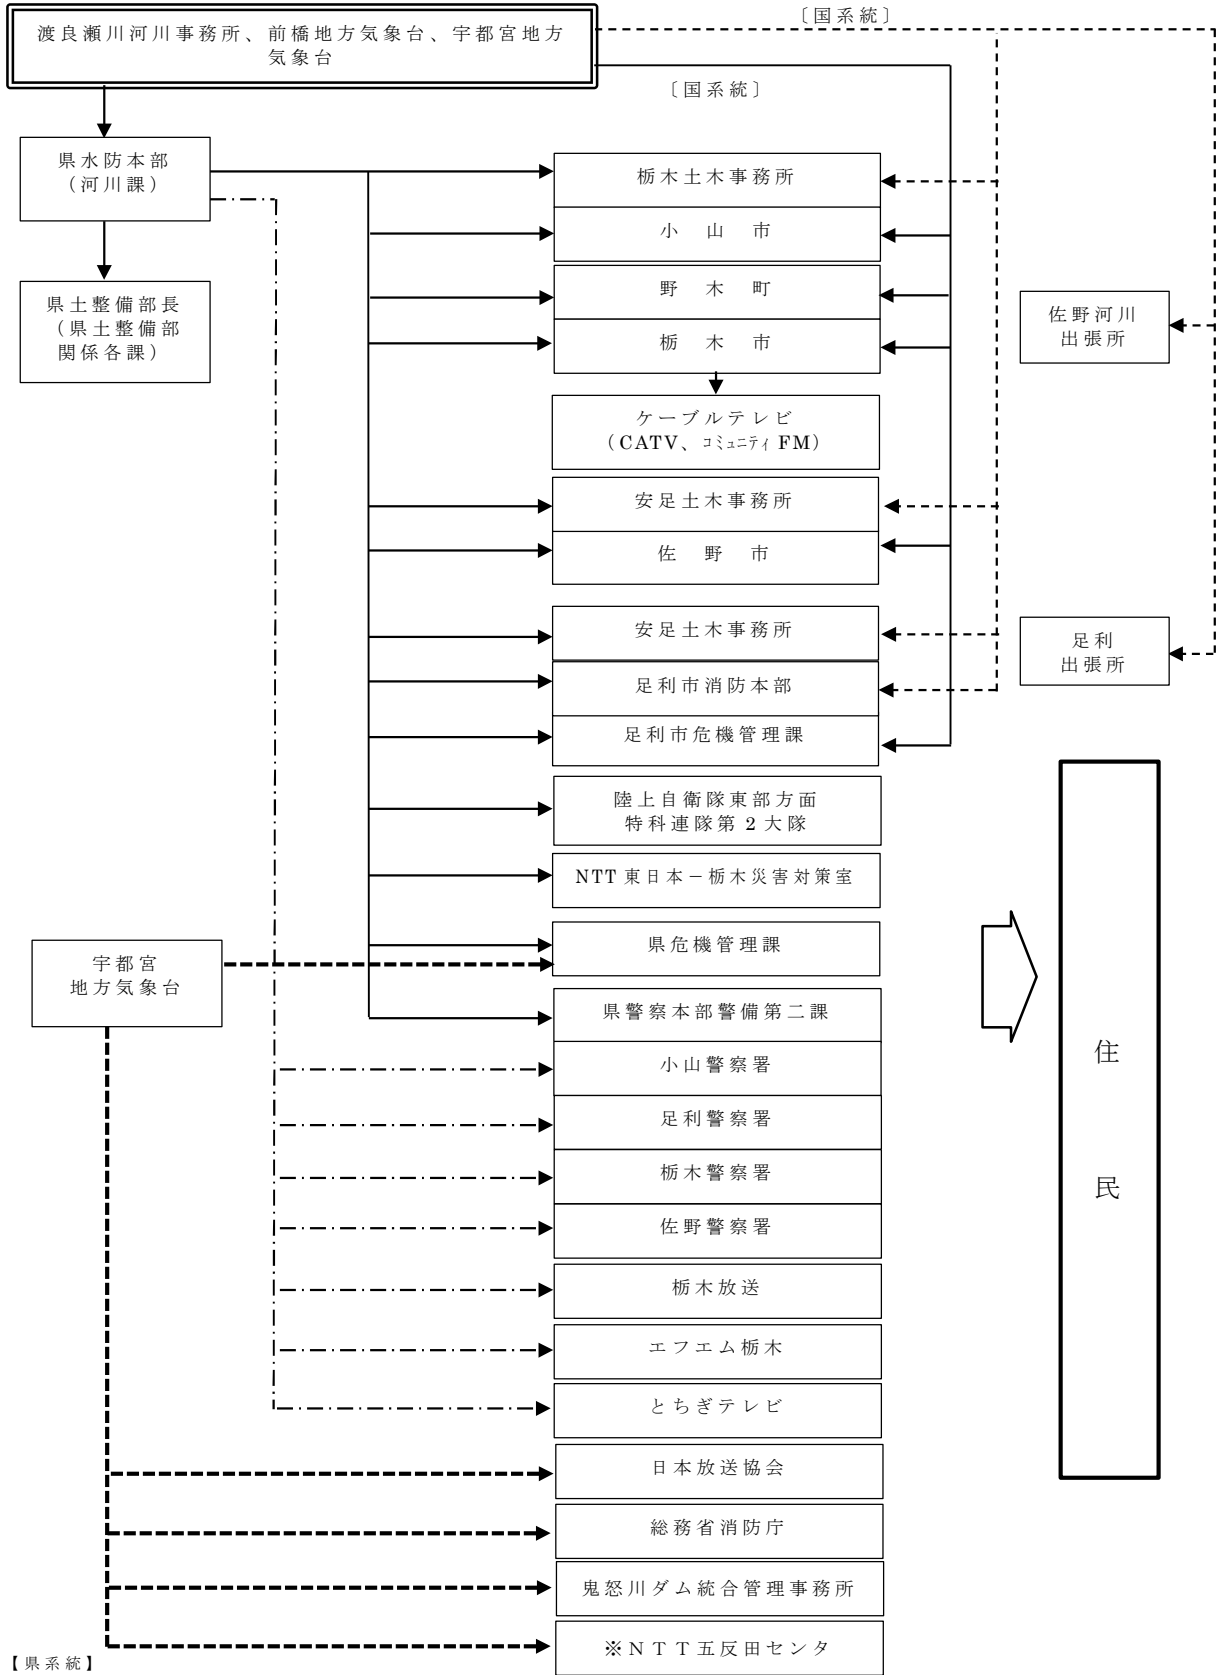 〔国系統〕
渡良瀬川河川事務所、前橋地方気象台、宇都宮地方
気象台
〔国系統〕
県水防本部
（河川課）
県土整備部長
（県土整備部
関係各課）
栃木土木事務所
小山市
野木町
栃木市
ケーブルテレビ
（CATV、コミュニティFM）
安足土木事務所
佐野市
安足土木事務所
足利市消防本部
足利市危機管理課
佐野河川
出張所
足利
出張所
陸上自衛隊東部方面
特科連隊第2大隊
NTT東日本－栃木災害対策室
県危機管理課
宇都宮
地方気象台
県警察本部警備第二課
小山警察署
足利警察署
栃木警察署
佐野警察署
栃木放送
エフエム栃木
とちぎテレビ
日本放送協会
総務省消防庁
鬼怒川ダム統合管理事務所
※NTT五反田センタ
住
民
【県系統】